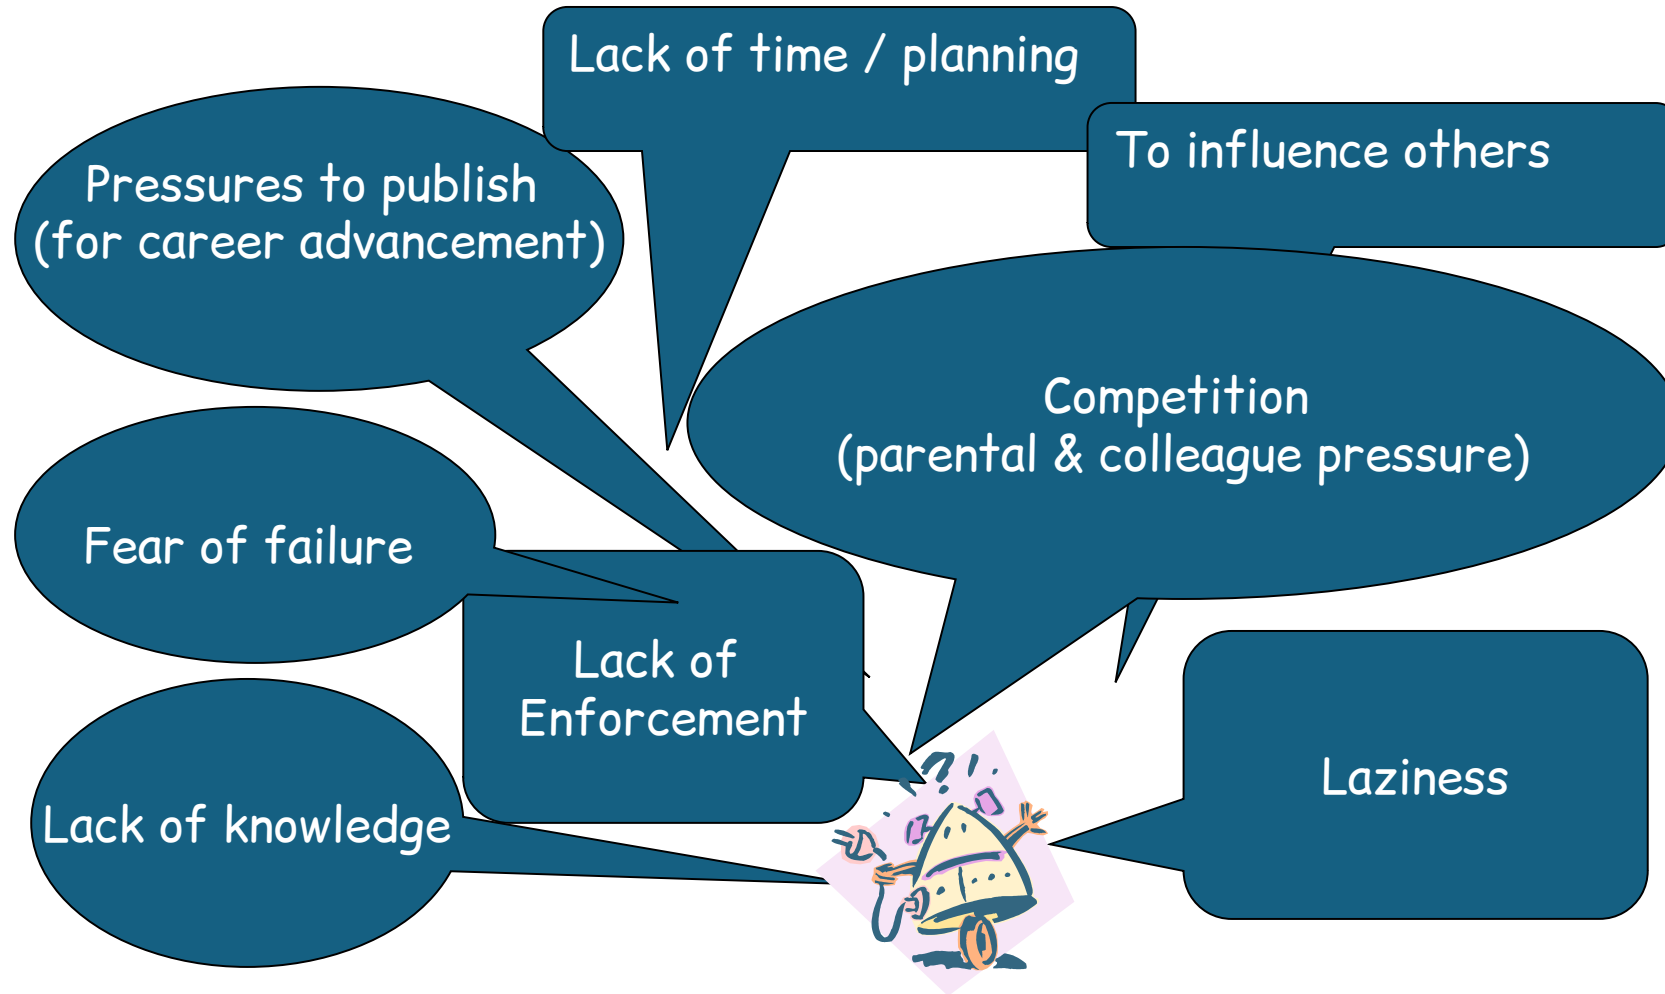 Lack of time / planning
To influence others
Pressures to publish
(for career advancement)
Competition
(parental & colleague pressure)
Fear of failure
Lack of
Enforcement
Laziness
Lack of knowledge